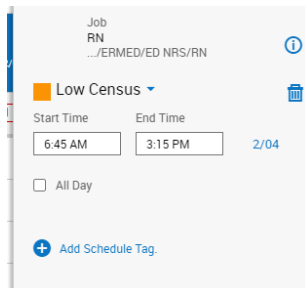 Job
RN
.../ERMED/ED NRS/RN
Low Census
Start Time End Time
6:45 AM 3:15 PM 2/04
All Day
Add Schedule Tag.